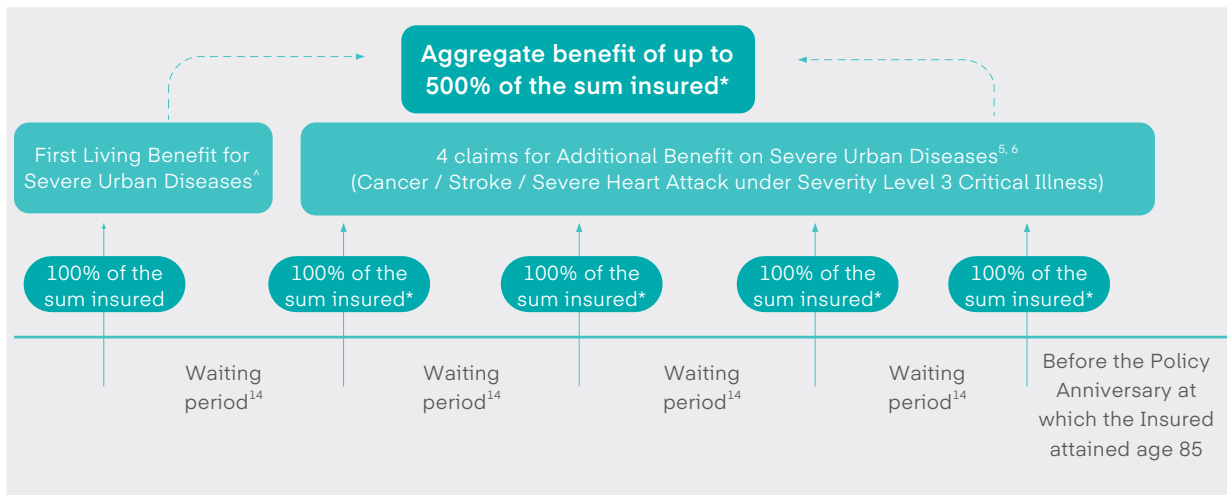 Aggregate benefit of up to
500% of the sum insured*
First Living Benefit for
Severe Urban Diseases^
4 claims for Additional Benefit on Severe Urban Diseases5, 6
(Cancer / Stroke / Severe Heart Attack under Severity Level 3 Critical Illness)
100% of the
sum insured
100% of the
sum insured*
100% of the
sum insured*
100% of the
sum insured*
100% of the
sum insured*
Waiting
period14
Waiting
period14
Waiting
period14
Waiting
period14
Before the Policy
Anniversary at
which the Insured
attained age 85